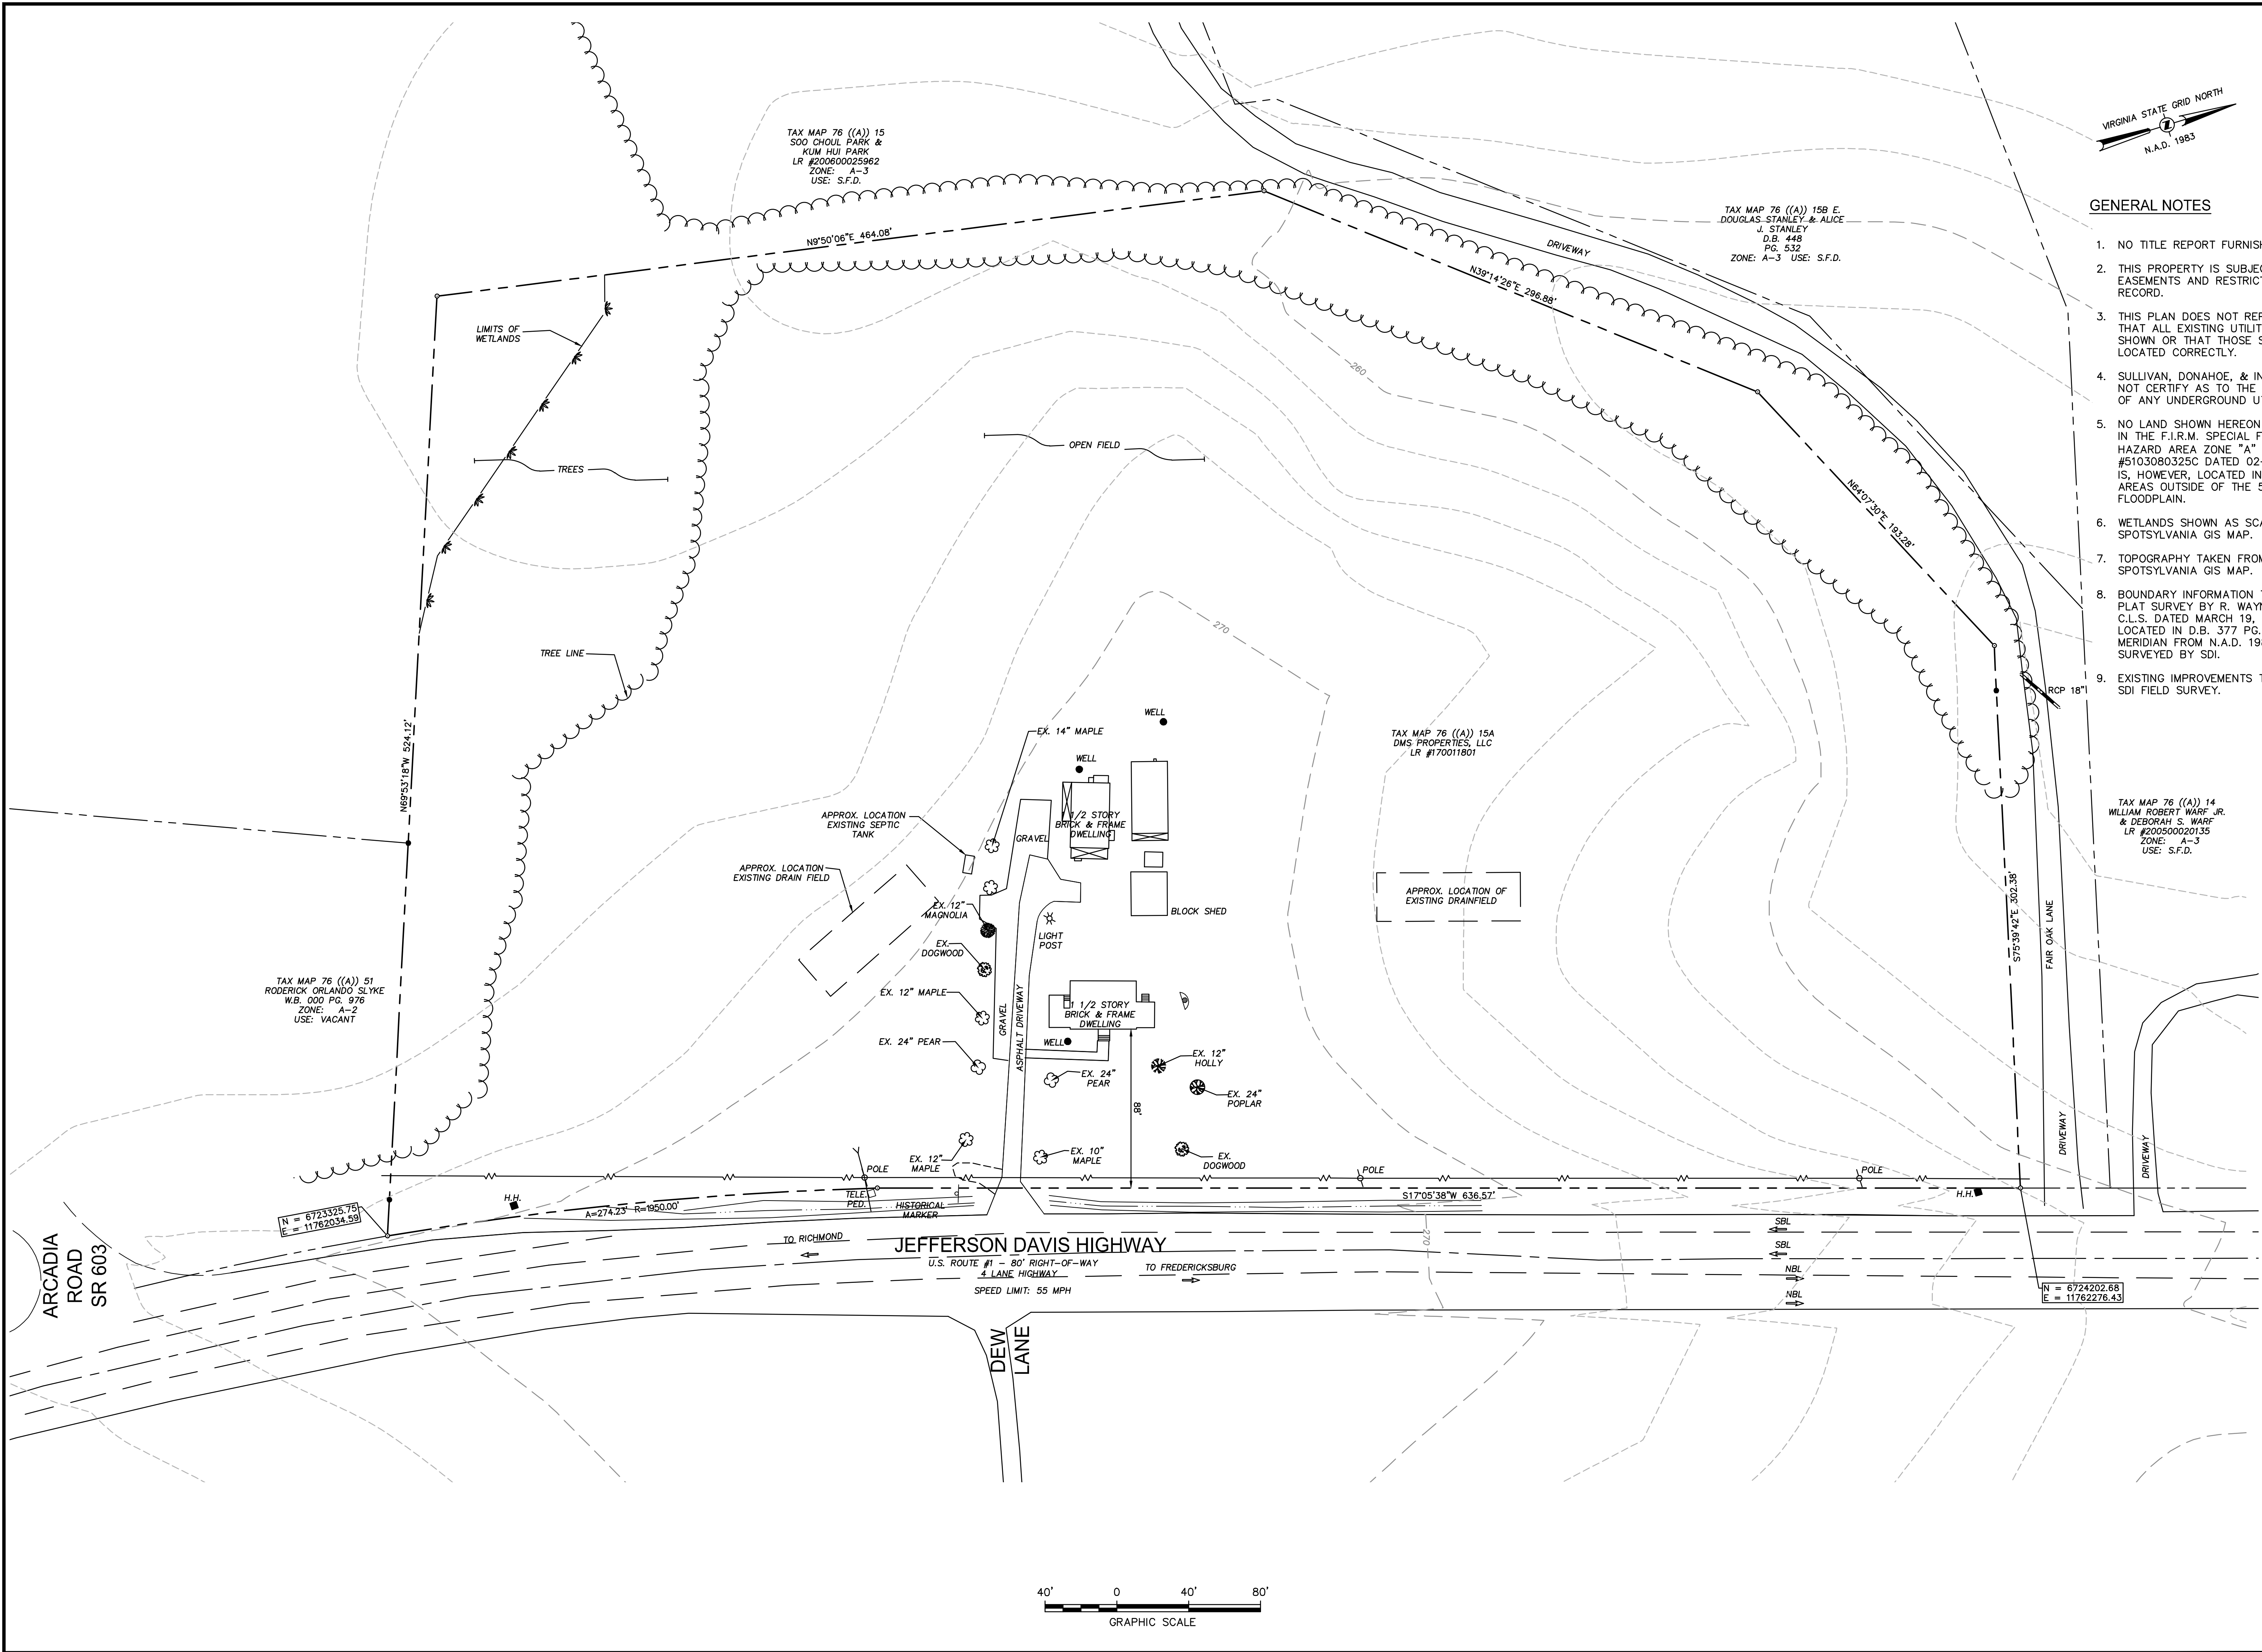 VIRGINIA STATE GRID NORTH
N.A.D. 1983
TAX MAP 76 ((A)) 15
SOO CHOUL PARK &
KUM HUI PARK
LR #200600025962
ZONE: A-3
USE: S.F.D.
N9°50'06"E 464.08'
TAX MAP 76 ((A)) 15B E.
DOUGLAS STANLEY & ALICE
J. STANLEY
D.B. 448
PG. 532
ZONE: A-3 USE: S.F.D.
DRIVEWAY
N39°14'26"E 296.88'
GENERAL NOTES
1. NO TITLE REPORT FURNISH
2. THIS PROPERTY IS SUBJEC
EASEMENTS AND RESTRICT
RECORD.
3. THIS PLAN DOES NOT REP
THAT ALL EXISTING UTILIT
SHOWN OR THAT THOSE S
LOCATED CORRECTLY.
4. SULLIVAN, DONAHOE, & IN
NOT CERTIFY AS TO THE
OF ANY UNDERGROUND U
5. NO LAND SHOWN HEREON
IN THE F.I.R.M. SPECIAL F
HAZARD AREA ZONE "A"
#5103080325C DATED 02-
IS, HOWEVER, LOCATED IN
AREAS OUTSIDE OF THE 5
FLOODPLAIN.
6. WETLANDS SHOWN AS SCA
SPOTSYLVANIA GIS MAP.
7. TOPOGRAPHY TAKEN FROM
SPOTSYLVANIA GIS MAP.
8. BOUNDARY INFORMATION T
PLAT SURVEY BY R. WAYN
C.L.S. DATED MARCH 19,
LOCATED IN D.B. 377 PG.
MERIDIAN FROM N.A.D. 198
SURVEYED BY SDI.
9. EXISTING IMPROVEMENTS T
SDI FIELD SURVEY.
LIMITS OF
WETLANDS
260
OPEN FIELD
TREES
N64°07'30"E 193.28'
270
TREE LINE
RCP 18"
N69°53'18"W 524.12'
WELL
EX. 14" MAPLE
WELL
TAX MAP 76 ((A)) 15A
DMS PROPERTIES, LLC
LR #170011801
APPROX. LOCATION
EXISTING SEPTIC
TANK
GRAVEL
1/2 STORY
BRICK & FRAME
DWELLING
TAX MAP 76 ((A)) 14
WILLIAM ROBERT WARF JR.
& DEBORAH S. WARF
LR #200500020135
ZONE: A-3
USE: S.F.D.
APPROX. LOCATION
EXISTING DRAIN FIELD
APPROX. LOCATION OF
EXISTING DRAINFIELD
EX. 12"
MAGNOLIA
BLOCK SHED
LIGHT
POST
EX.
DOGWOOD
S75°39'42"E 302.38'
FAIR OAK LANE
TAX MAP 76 ((A)) 51
RODERICK ORLANDO SLYKE
W.B. 000 PG. 976
ZONE: A-2
USE: VACANT
EX. 12" MAPLE
GRAVEL
ASPHALT DRIVEWAY
1 1/2 STORY
BRICK & FRAME
DWELLING
EX. 24" PEAR
WELL
EX. 12"
HOLLY
EX. 24"
PEAR
EX. 24"
POPLAR
88'
DRIVEWAY
DRIVEWAY
EX. 12"
MAPLE
EX. 10"
MAPLE
EX.
DOGWOOD
POLE
POLE
POLE
H.H.
TELE.
PED.
HISTORICAL
MARKER
S17°05'38"W 636.57'
H.H.
N = 6723325.75
E = 11762034.59
A=274.23' R=1950.00'
270
ARCADIA
ROAD
SR 603
TO RICHMOND
JEFFERSON DAVIS HIGHWAY
U.S. ROUTE #1 - 80' RIGHT-OF-WAY
4 LANE HIGHWAY
SPEED LIMIT: 55 MPH
TO FREDERICKSBURG
SBL
SBL
NBL
NBL
N = 6724202.68
E = 11762276.43
DEW
LANE
40' 0 40' 80'
GRAPHIC SCALE